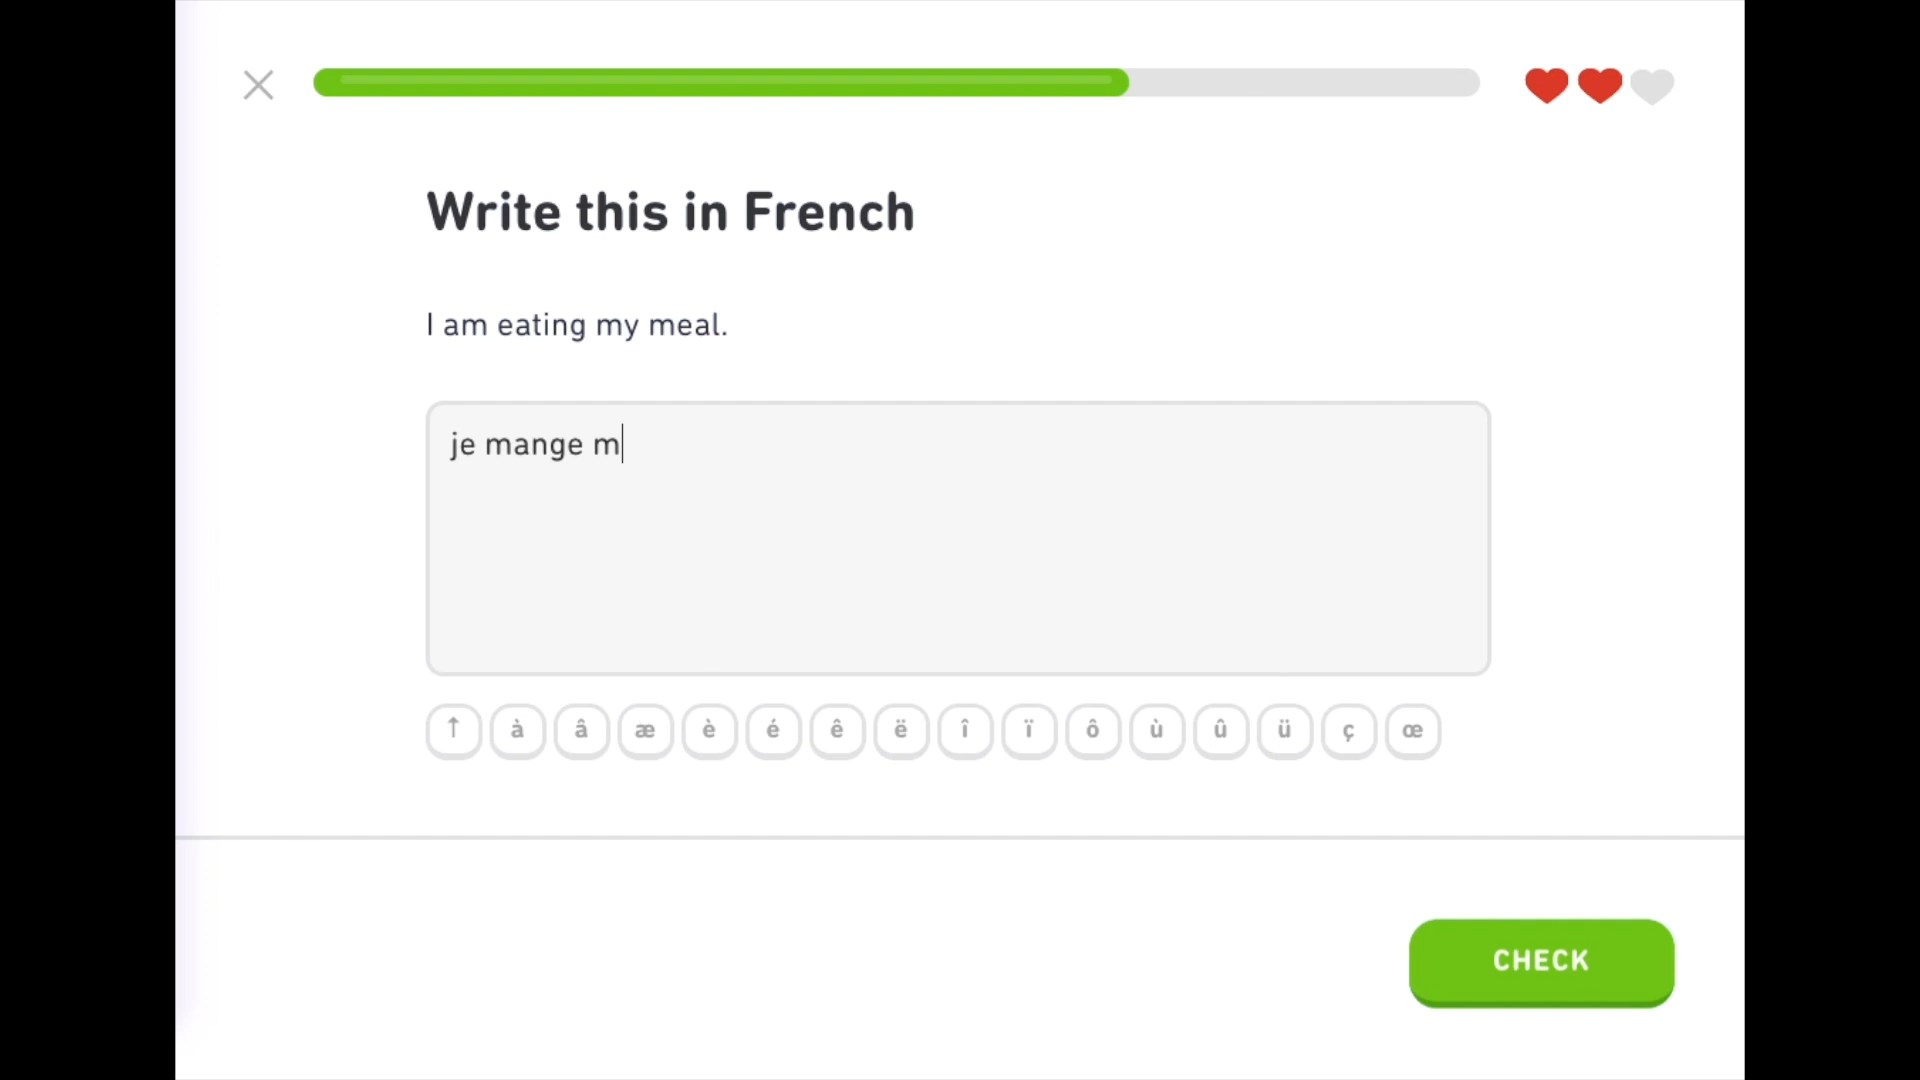 Write this in French
I am eating my meal.
je mange m
↑ à â æ è é ê ë î ï ô ù û ü ç œ
CHECK